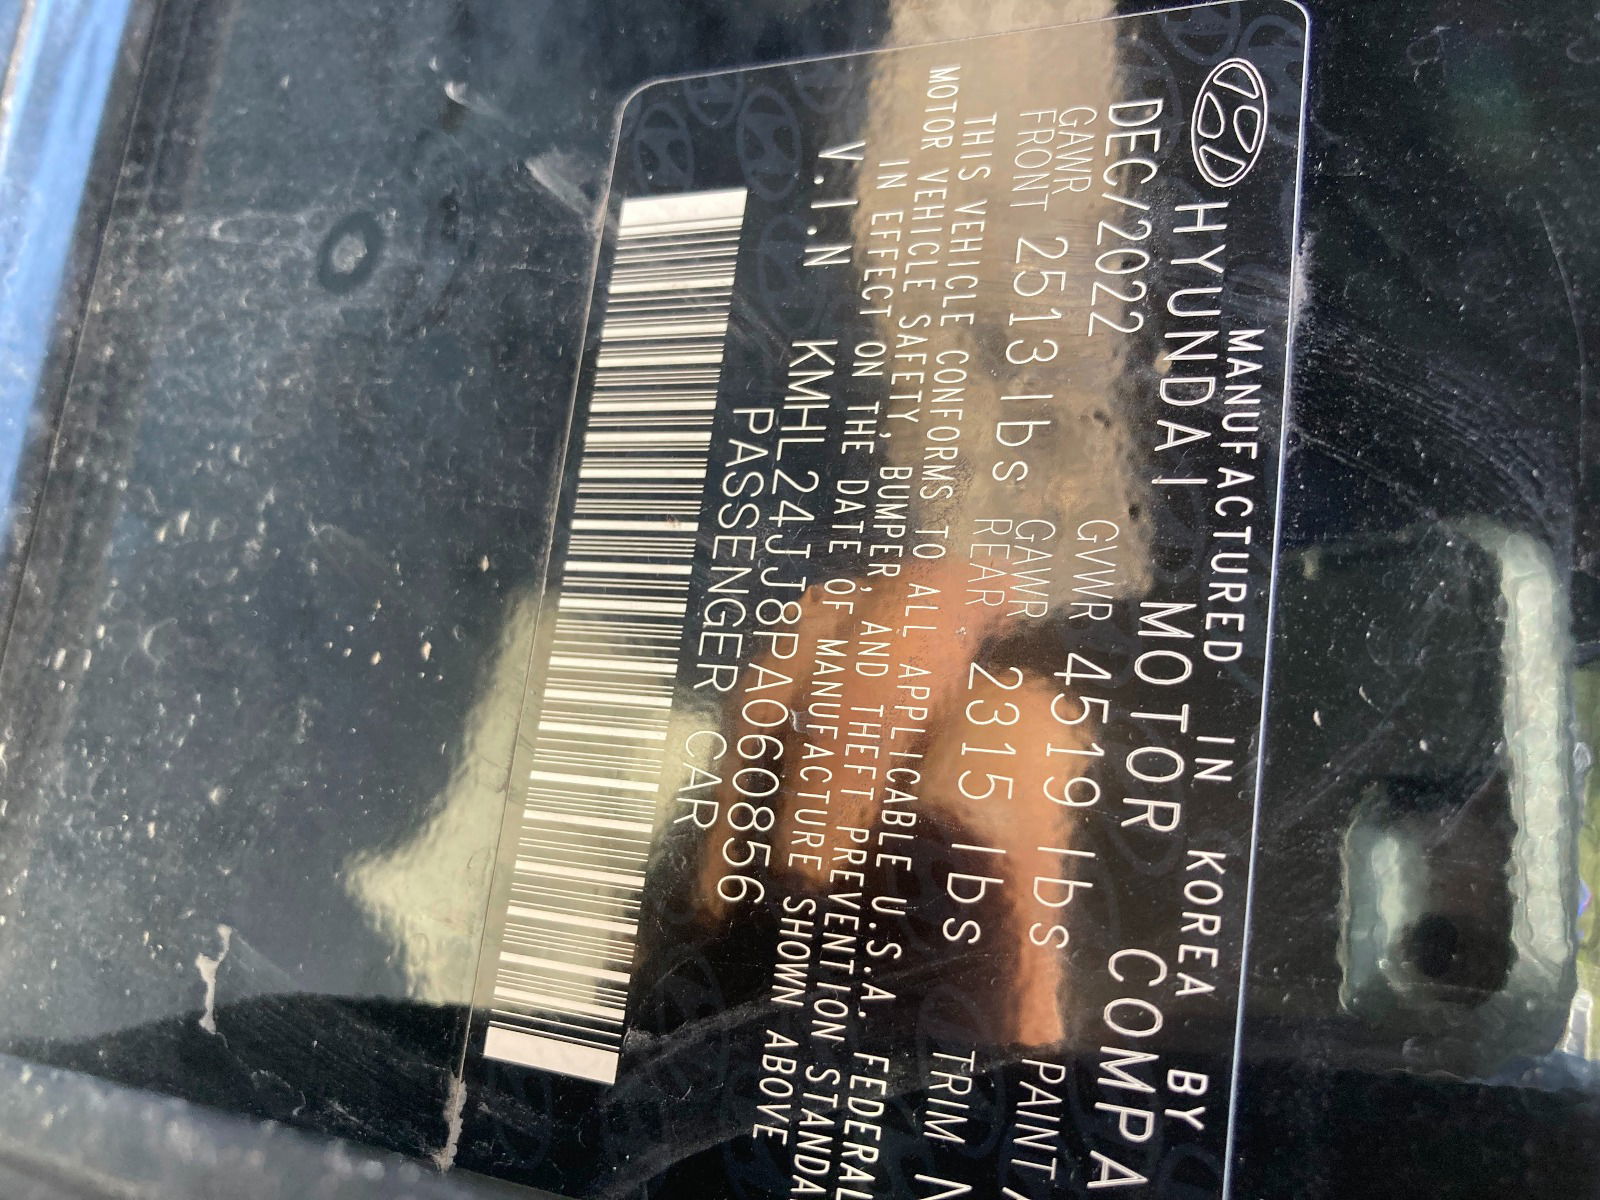 MANUFACTURED IN KOREA BY
HYUNDAI MOTOR COMPA
DEC/2022 GVWR 4519 lbs PAINT
GAWR FRONT 2513 lbs GAWR REAR 2315 lbs TRIM
THIS VEHICLE CONFORMS TO ALL APPLICABLE U.S.A. FEDERAL
MOTOR VEHICLE SAFETY, BUMPER, AND THEFT PREVENTION STANDA
IN EFFECT ON THE DATE OF MANUFACTURE SHOWN ABOVE
V.I.N KMHL24JJ8PA060856
PASSENGER CAR